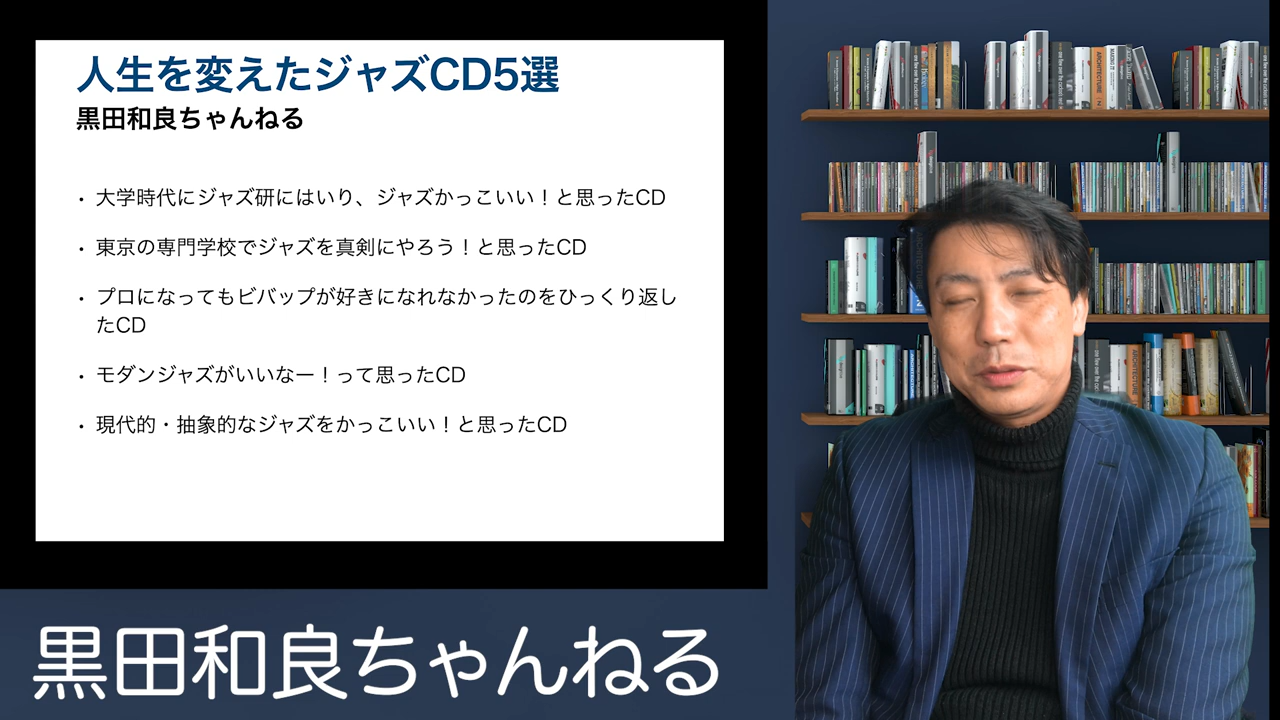 人生を変えたジャズCD5選
黒田和良ちゃんねる
・大学時代にジャズ研にはいり、ジャズかっこいい！と思ったCD
・東京の専門学校でジャズを真剣にやろう！と思ったCD
・プロになってもビバップが好きになれなかったのをひっくり返し
たCD
・モダンジャズがいいなー！って思ったCD
・現代的・抽象的なジャズをかっこいい！と思ったCD
黒田和良ちゃんねる